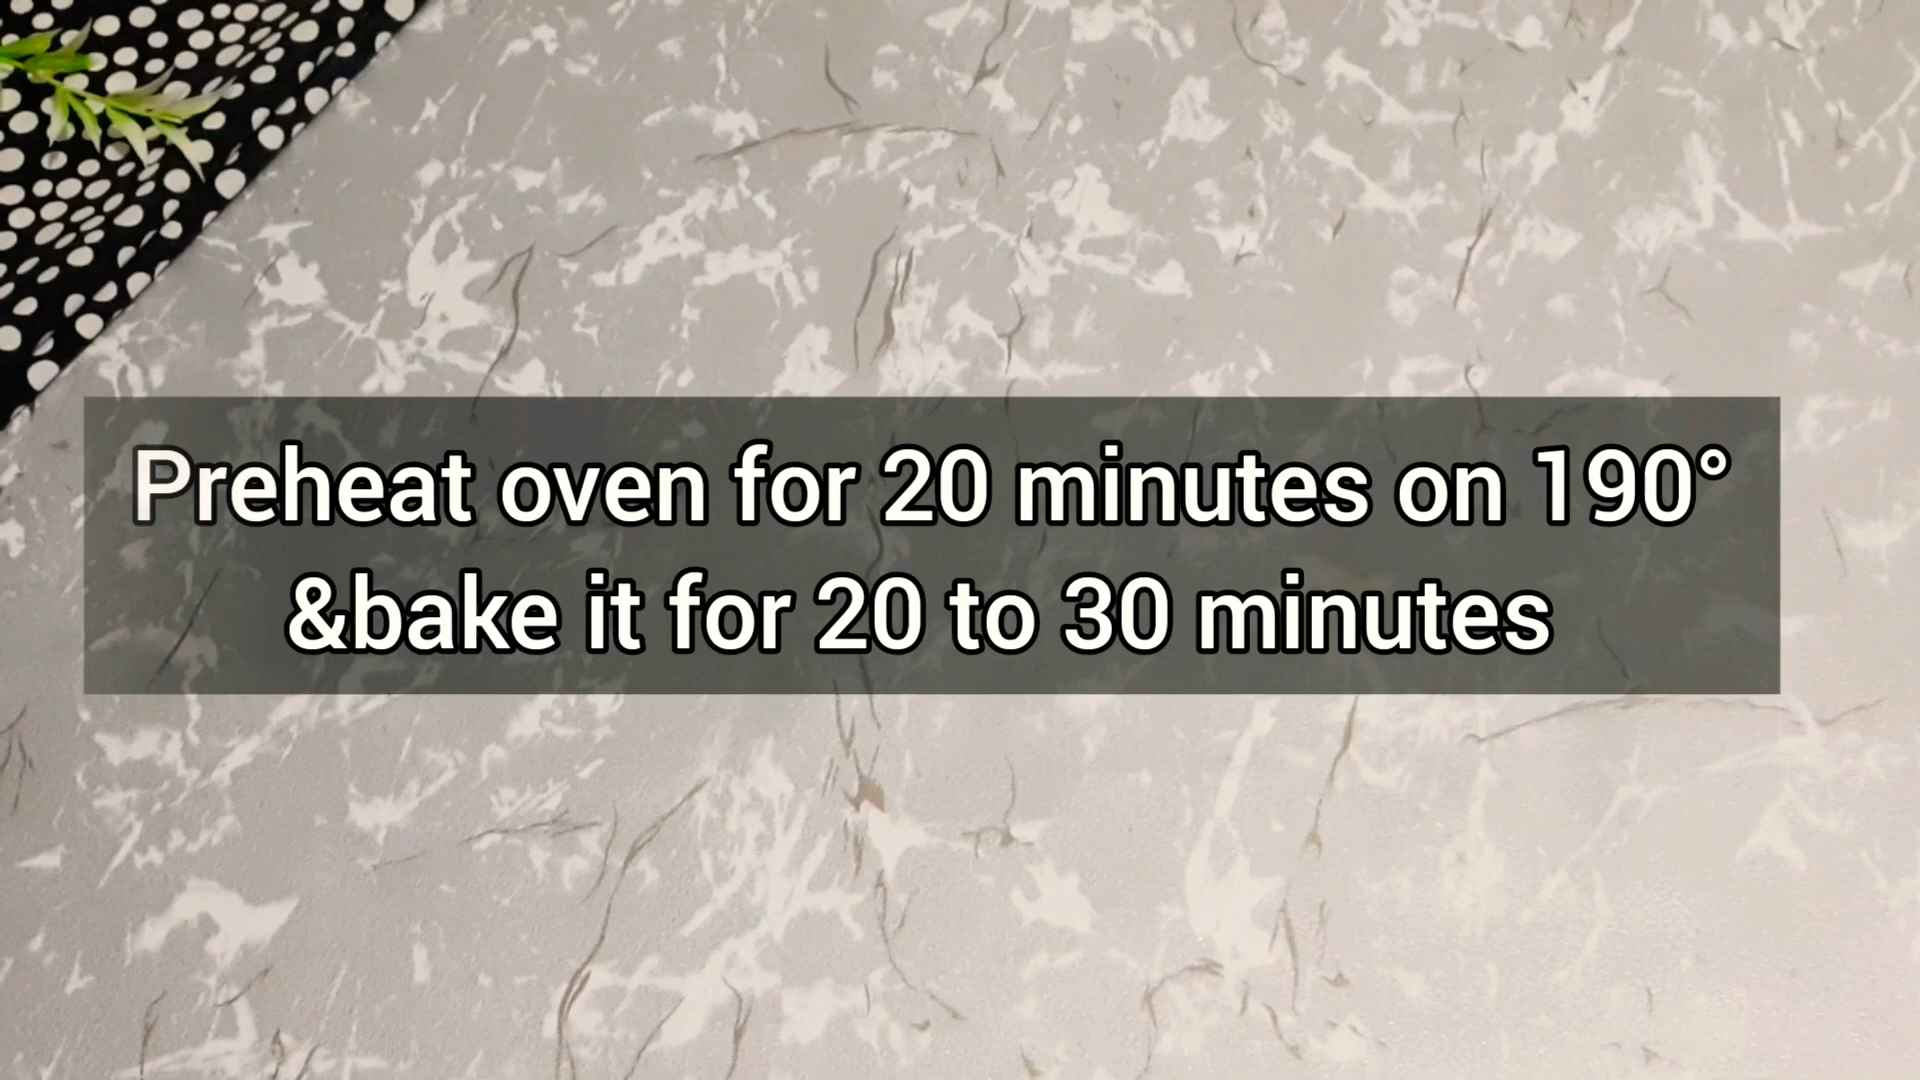 Preheat oven for 20 minutes on 190°
&bake it for 20 to 30 minutes